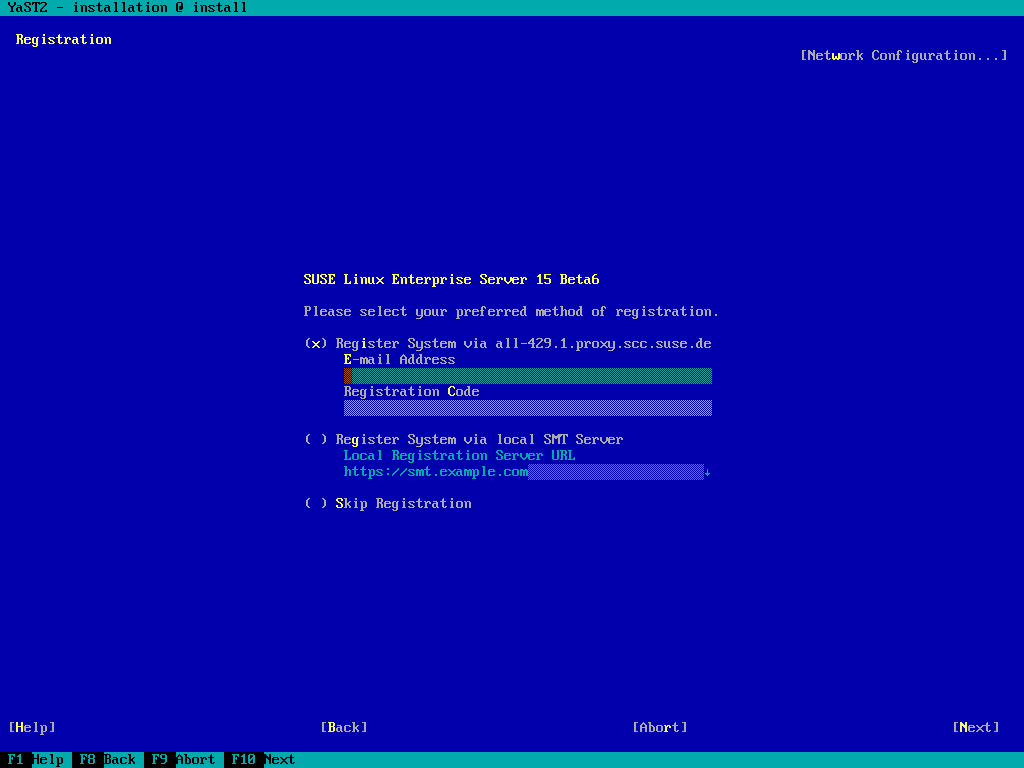 YaST2 - installation @ install
Registration
[Network Configuration...]
SUSE Linux Enterprise Server 15 Beta6
Please select your preferred method of registration.
(x) Register System via all-429.1.proxy.scc.suse.de
E-mail Address
Registration Code
( ) Register System via local SMT Server
Local Registration Server URL
https://smt.example.com↓
( ) Skip Registration
[Help] [Back] [Abort] [Next]
F1 Help F8 Back F9 Abort F10 Next